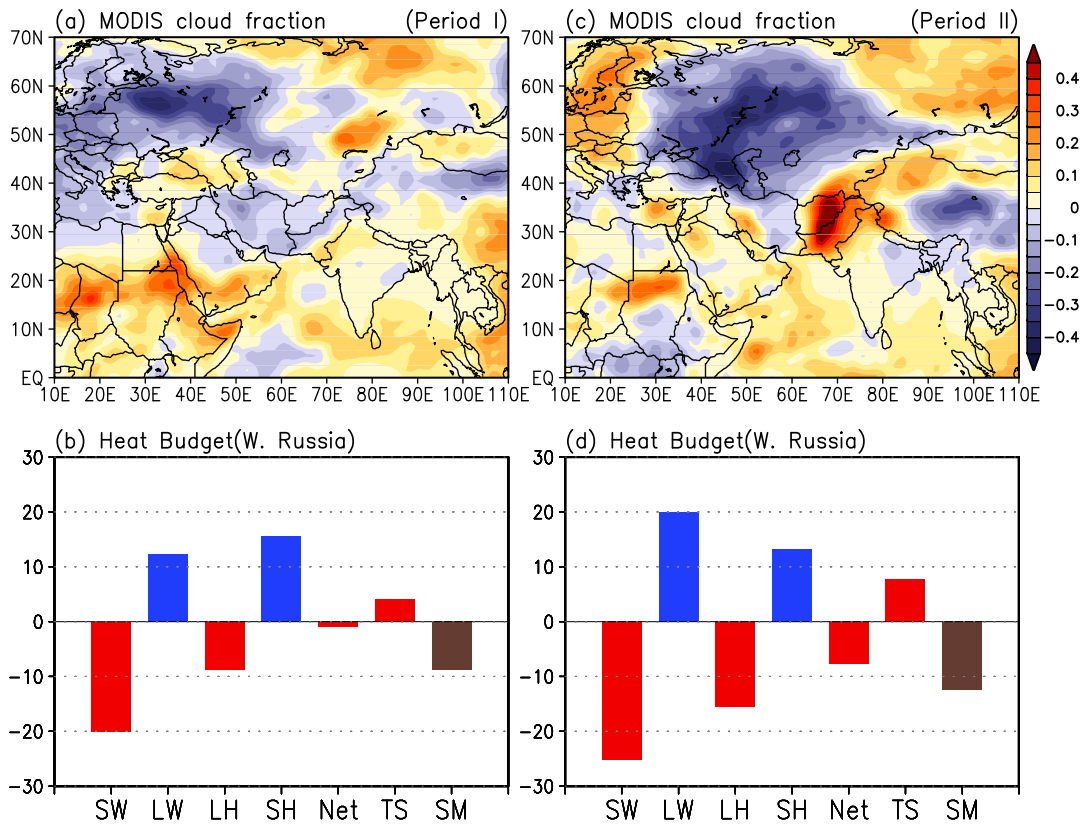 (a) MODIS cloud fraction (Period I)
70N
60N
50N
40N
30N
20N
10N
EQ
10E 20E 30E 40E 50E 60E 70E 80E 90E 100E 110E
(c) MODIS cloud fraction (Period II)
70N
60N
50N
40N
30N
20N
10N
EQ
10E 20E 30E 40E 50E 60E 70E 80E 90E 100E 110E
0.4
0.3
0.2
0.1
0
-0.1
-0.2
-0.3
-0.4
(b) Heat Budget(W. Russia)
30
20
10
0
-10
-20
-30
SW LW LH SH Net TS SM
(d) Heat Budget(W. Russia)
30
20
10
0
-10
-20
-30
SW LW LH SH Net TS SM